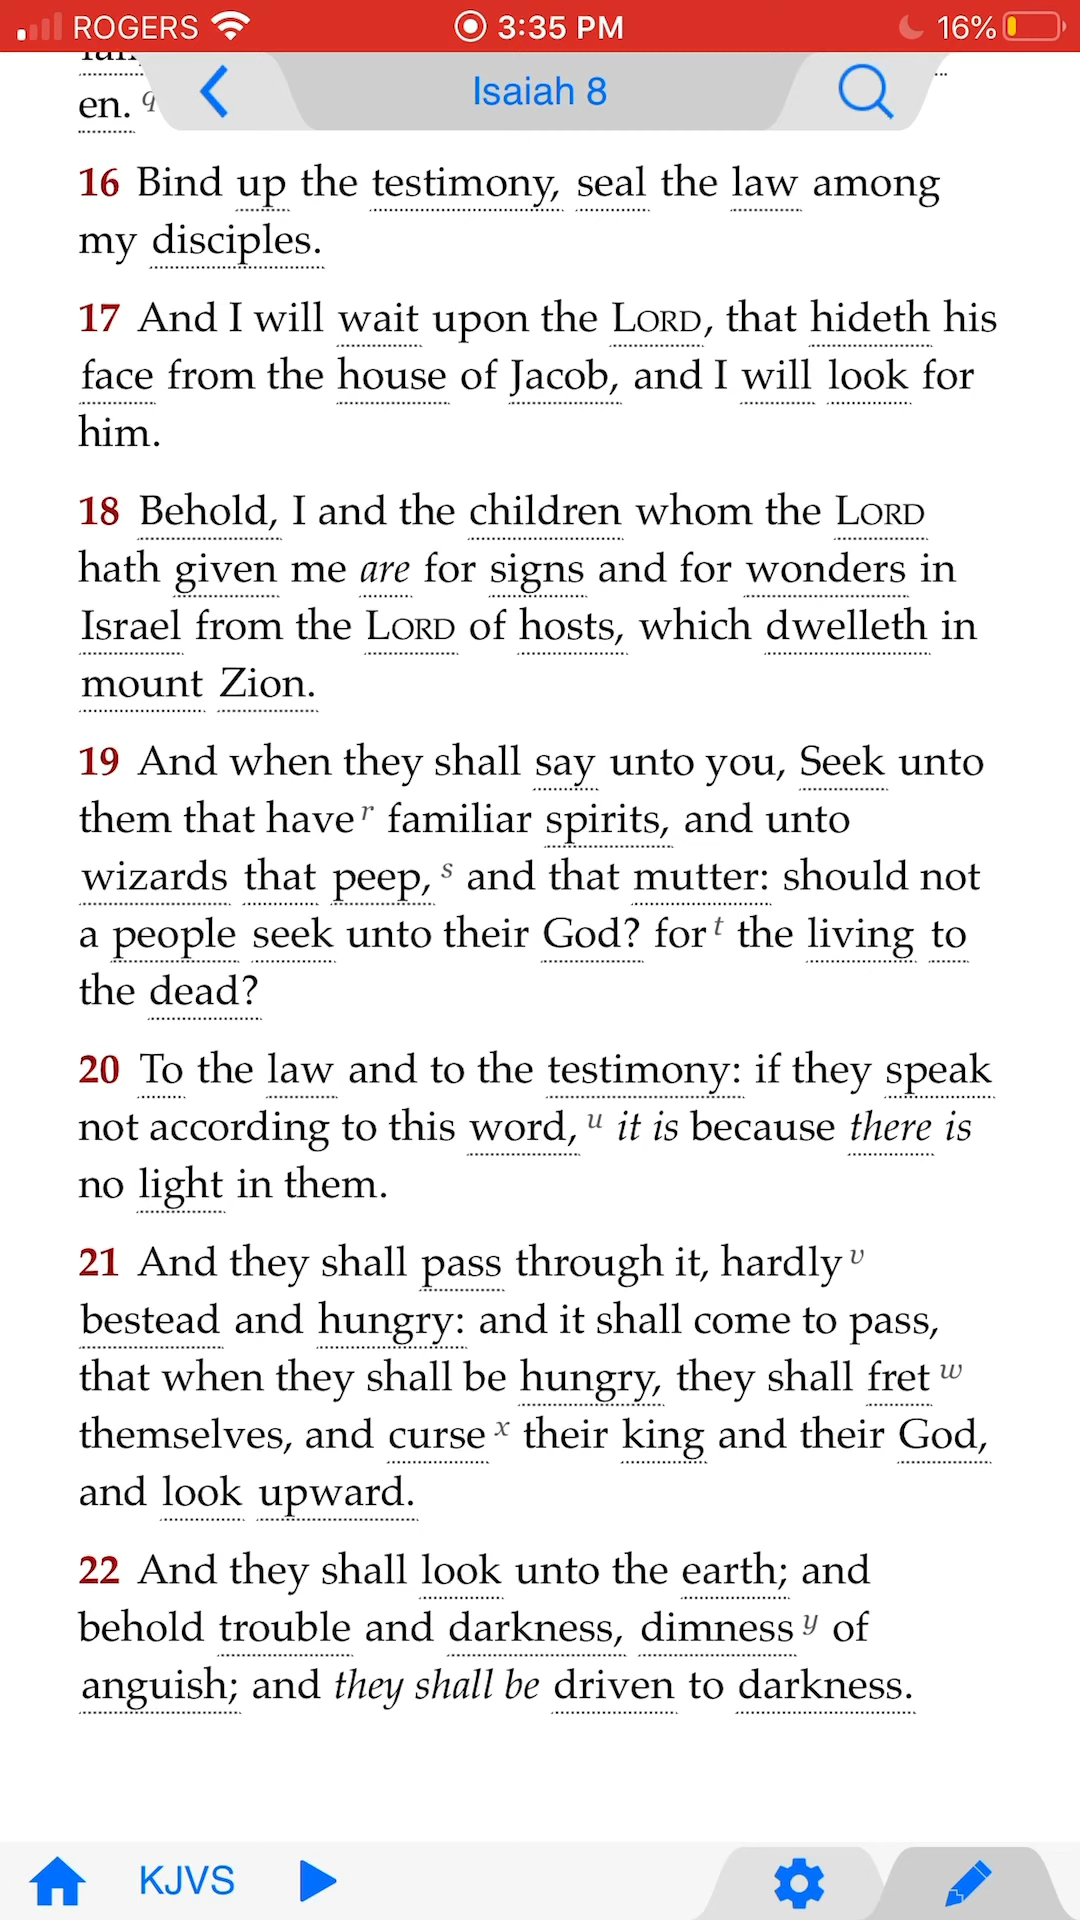 ROGERS 3:35 PM 16%
Isaiah 8
en. q
16 Bind up the testimony, seal the law among
my disciples.
17 And I will wait upon the LORD, that hideth his
face from the house of Jacob, and I will look for
him.
18 Behold, I and the children whom the LORD
hath given me are for signs and for wonders in
Israel from the LORD of hosts, which dwelleth in
mount Zion.
19 And when they shall say unto you, Seek unto
them that have r familiar spirits, and unto
wizards that peep, s and that mutter: should not
a people seek unto their God? for t the living to
the dead?
20 To the law and to the testimony: if they speak
not according to this word, u it is because there is
no light in them.
21 And they shall pass through it, hardly v
bestead and hungry: and it shall come to pass,
that when they shall be hungry, they shall fret w
themselves, and curse x their king and their God,
and look upward.
22 And they shall look unto the earth; and
behold trouble and darkness, dimness y of
anguish; and they shall be driven to darkness.
KJVS